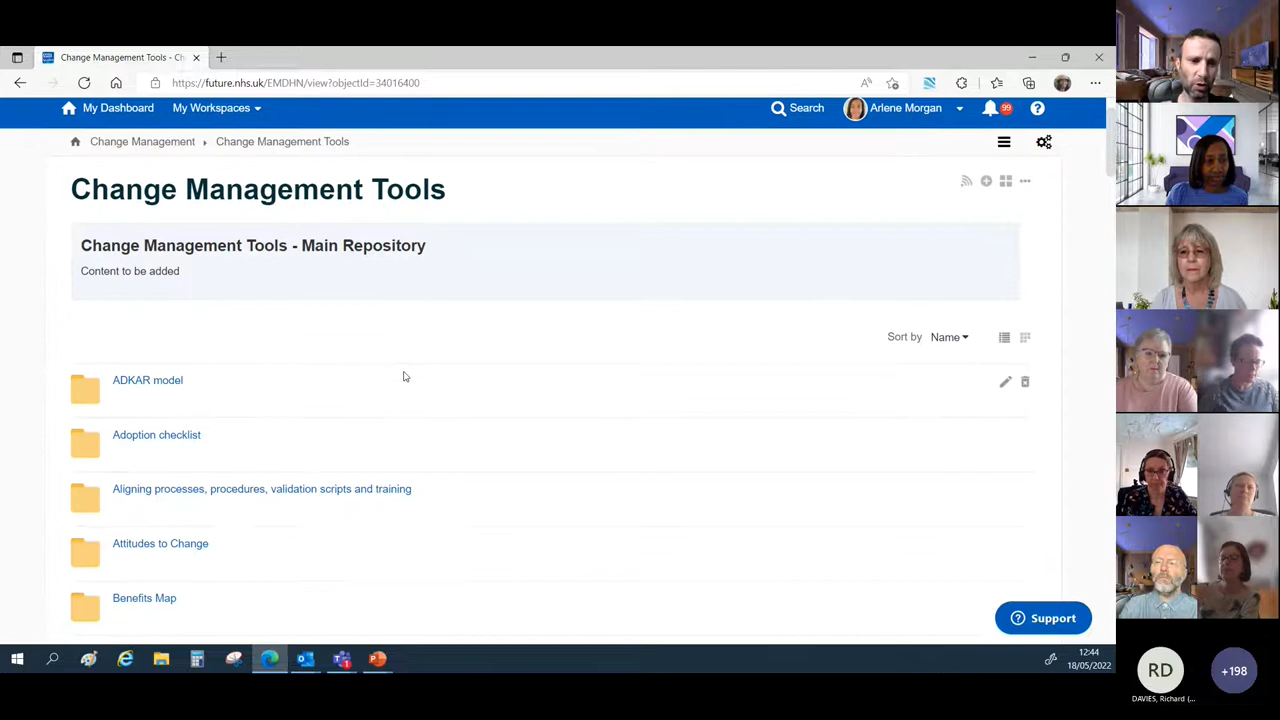 Change Management Tools - Ch
https://future.nhs.uk/EMDHN/view?objectId=34016400
My Dashboard
My Workspaces
Search
Arlene Morgan
99
Change Management
Change Management Tools
Change Management Tools
Change Management Tools - Main Repository
Content to be added
Sort by Name
ADKAR model
Adoption checklist
Aligning processes, procedures, validation scripts and training
Attitudes to Change
Benefits Map
Support
12:44
18/05/2022
RD
+198
DAVIES, Richard (...